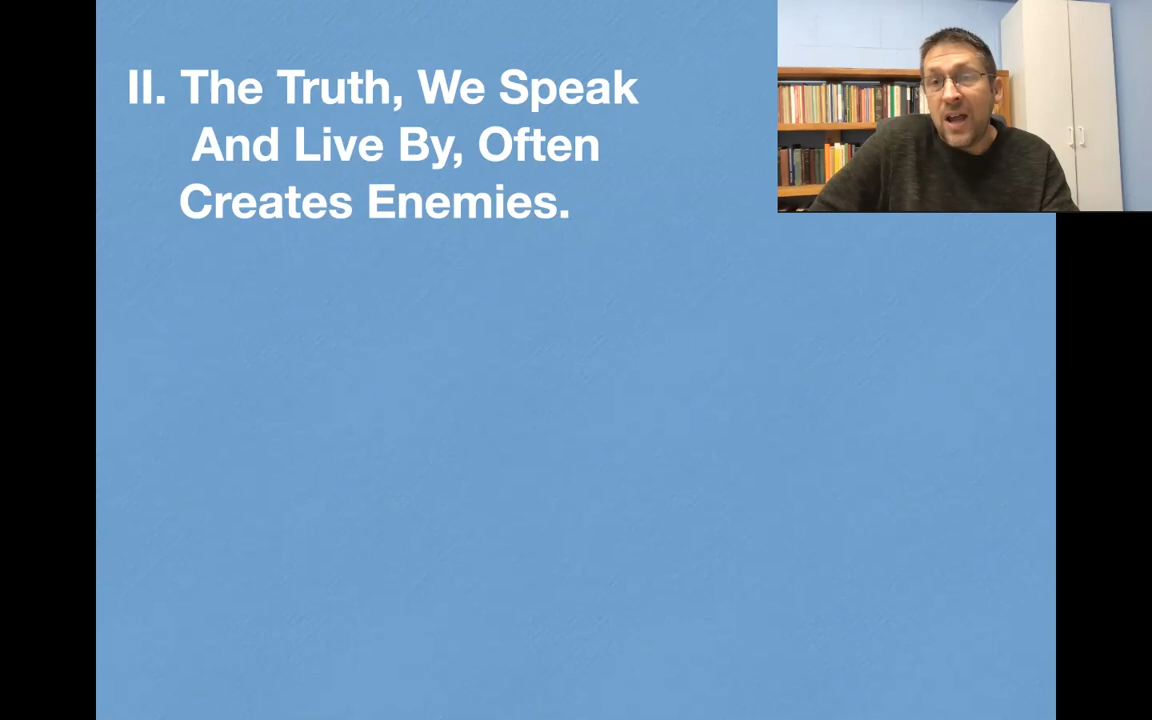 II. The Truth, We Speak
And Live By, Often
Creates Enemies.